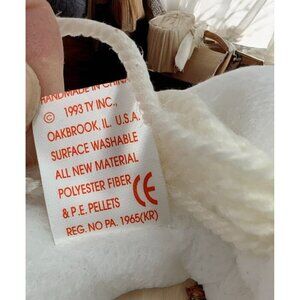 HANDMADE IN CHINA
© 1993 TY INC.,
OAKBROOK, IL. U.S.A.
SURFACE WASHABLE
ALL NEW MATERIAL
POLYESTER FIBER
& P.E. PELLETS CE
REG. NO PA. 1965(KR)